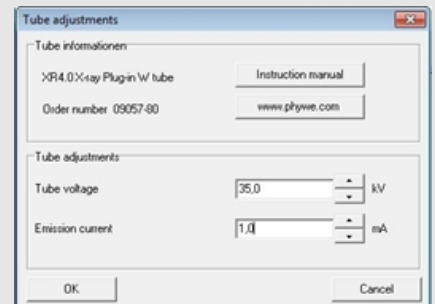 Tube adjustments
Tube informationen
XR4.0 X-ray Plug-in W tube
Instruction manual
Order number 09057-80
www.phywe.com
Tube adjustments
Tube voltage
35,0
kV
Emission current
1,0
mA
OK
Cancel